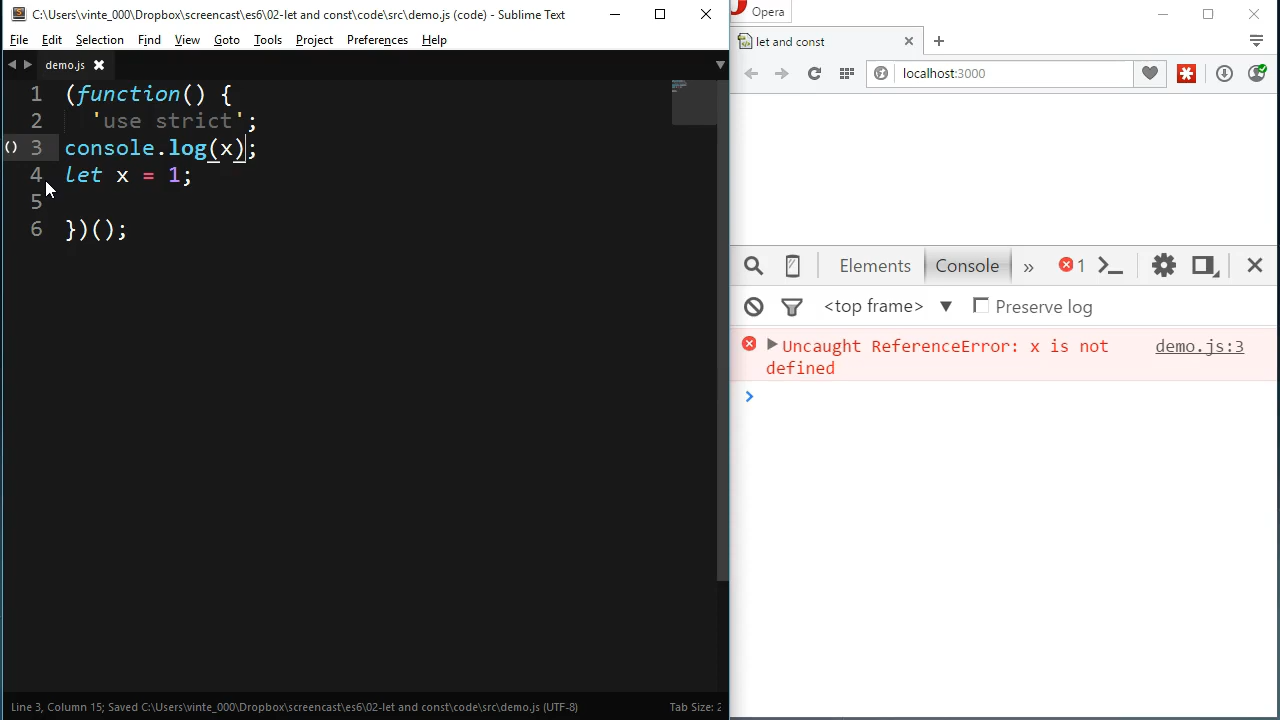 C:\Users\vinte_000\Dropbox\screencast\es6\02-let and const\code\src\demo.js (code) - Sublime Text
File Edit Selection Find View Goto Tools Project Preferences Help
demo.js
1 (function() {
2 'use strict';
3 console.log(x);
4 let x = 1;
5
6 })();
Line 3, Column 15; Saved C:\Users\vinte_000\Dropbox\screencast\es6\02-let and const\code\src\demo.js (UTF-8)
Tab Size: 2
Opera
let and const
localhost:3000
Elements Console » 1
<top frame> Preserve log
Uncaught ReferenceError: x is not demo.js:3
defined